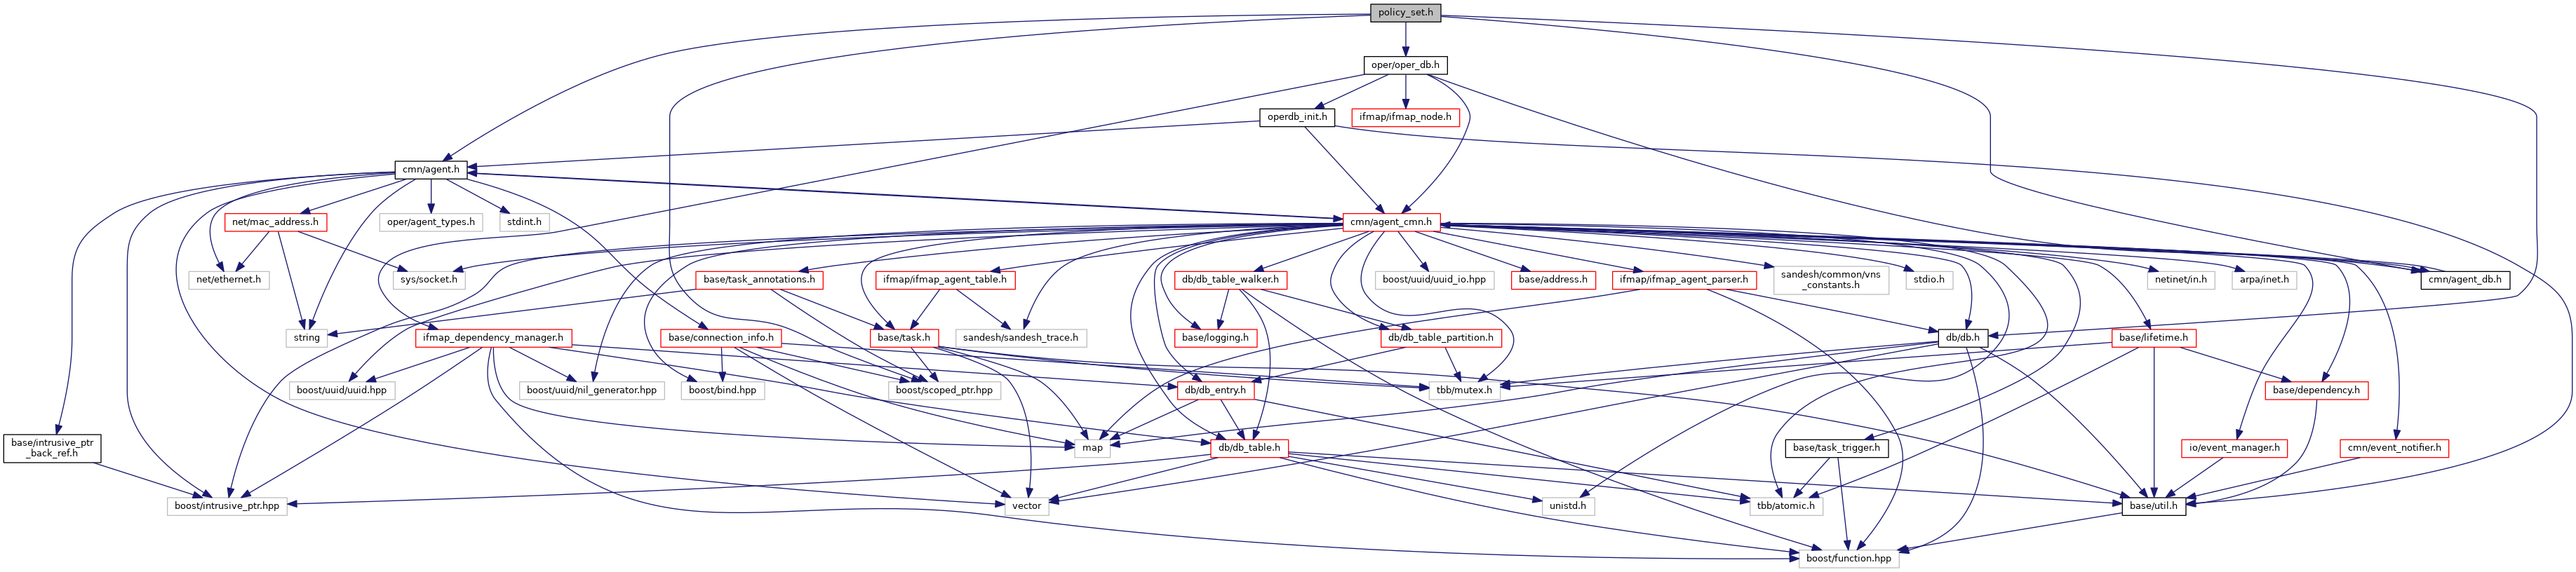 policy_set.h
oper/oper_db.h
operdb_init.h
ifmap/ifmap_node.h
cmn/agent.h
net/mac_address.h
oper/agent_types.h
stdint.h
cmn/agent_cmn.h
net/ethernet.h
sys/socket.h
base/task_annotations.h
ifmap/ifmap_agent_table.h
db/db_table_walker.h
boost/uuid/uuid_io.hpp
base/address.h
ifmap/ifmap_agent_parser.h
sandesh/common/vns
_constants.h
stdio.h
netinet/in.h
arpa/inet.h
cmn/agent_db.h
string
ifmap_dependency_manager.h
base/connection_info.h
base/task.h
sandesh/sandesh_trace.h
base/logging.h
db/db_table_partition.h
db/db.h
base/lifetime.h
boost/uuid/uuid.hpp
boost/uuid/nil_generator.hpp
boost/bind.hpp
boost/scoped_ptr.hpp
db/db_entry.h
tbb/mutex.h
base/dependency.h
base/intrusive_ptr
_back_ref.h
map
db/db_table.h
base/task_trigger.h
io/event_manager.h
cmn/event_notifier.h
boost/intrusive_ptr.hpp
vector
unistd.h
tbb/atomic.h
base/util.h
boost/function.hpp